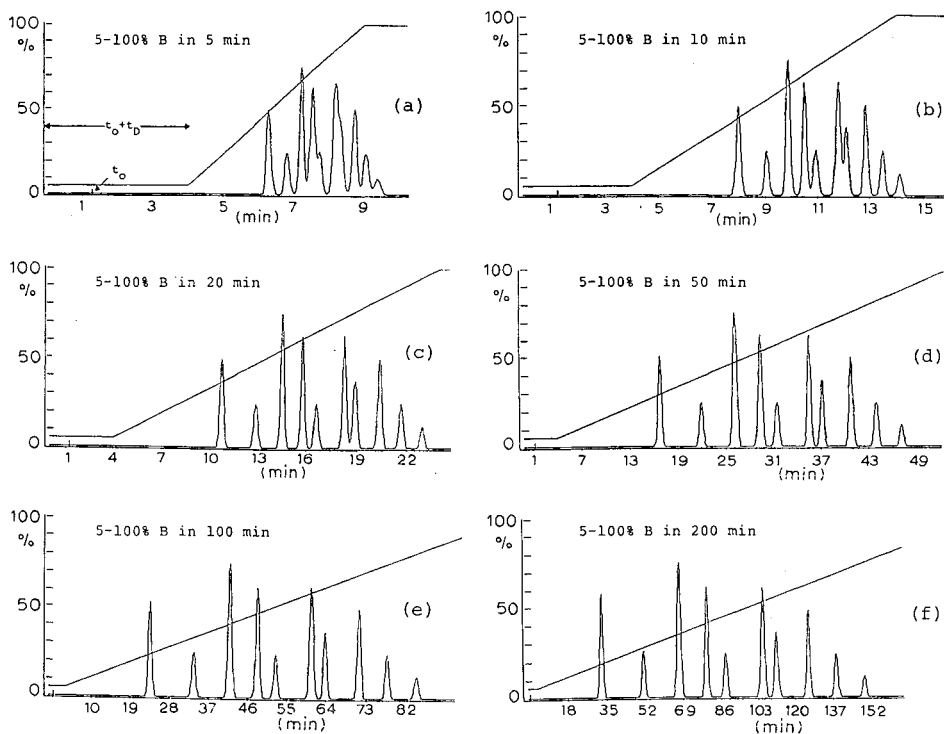 100
%
50
0
5-100% B in 5 min
t₀+t_D
t₀
(a)
1 3 5 7 9
(min)
100
%
50
0
5-100% B in 10 min
(b)
1 3 5 7 9 11 13 15
(min)
100
%
50
0
5-100% B in 20 min
(c)
1 4 7 10 13 16 19 22
(min)
100
%
50
0
5-100% B in 50 min
(d)
1 7 13 19 25 31 37 43 49
(min)
100
%
50
0
5-100% B in 100 min
(e)
10 19 28 37 46 55 64 73 82
(min)
100
%
50
0
5-100% B in 200 min
(f)
18 35 52 69 86 103 120 137 152
(min)